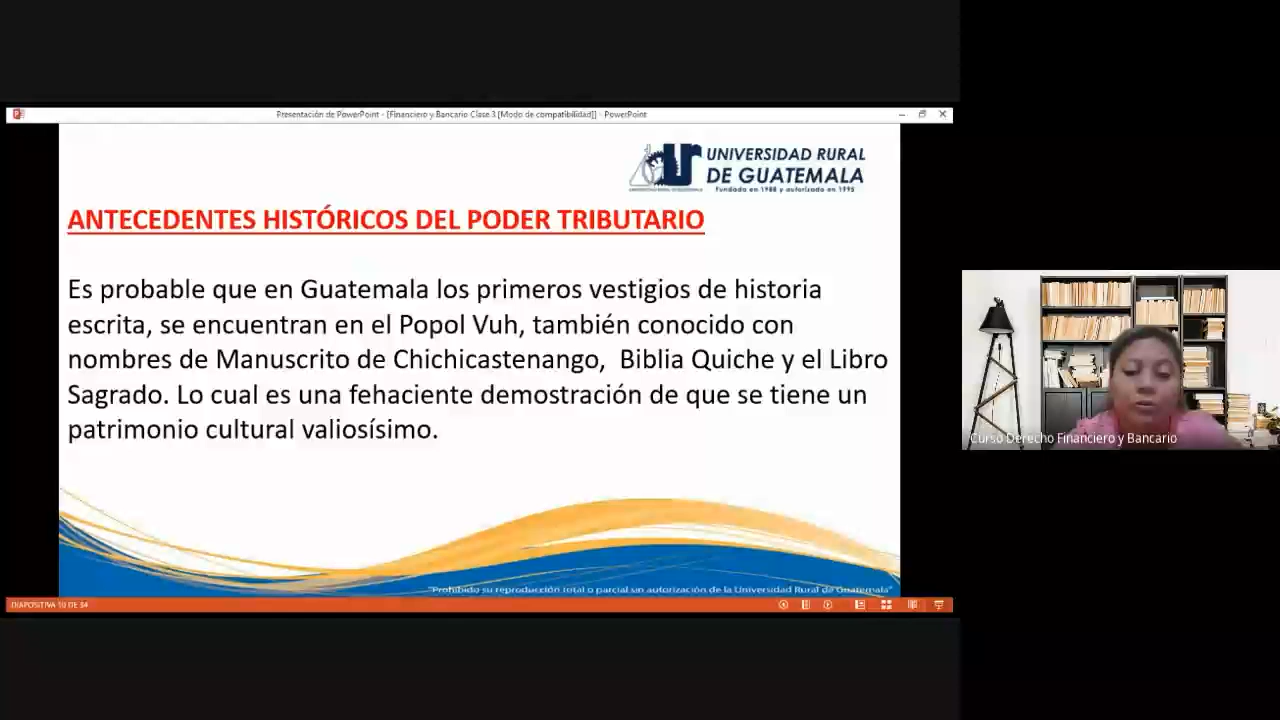 Presentación de PowerPoint - [Financiero y Bancario Clase 3 [Modo de compatibilidad]] - PowerPoint
UNIVERSIDAD RURAL
DE GUATEMALA
Fundada en 1988 y autorizada en 1995
ANTECEDENTES HISTÓRICOS DEL PODER TRIBUTARIO
Es probable que en Guatemala los primeros vestigios de historia
escrita, se encuentran en el Popol Vuh, también conocido con
nombres de Manuscrito de Chichicastenango, Biblia Quiche y el Libro
Sagrado. Lo cual es una fehaciente demostración de que se tiene un
patrimonio cultural valiosísimo.
"Prohibido su reproducción total o parcial sin autorización de la Universidad Rural de Guatemala"
DIAPOSITIVA 10 DE 34
Curso Derecho Financiero y Bancario